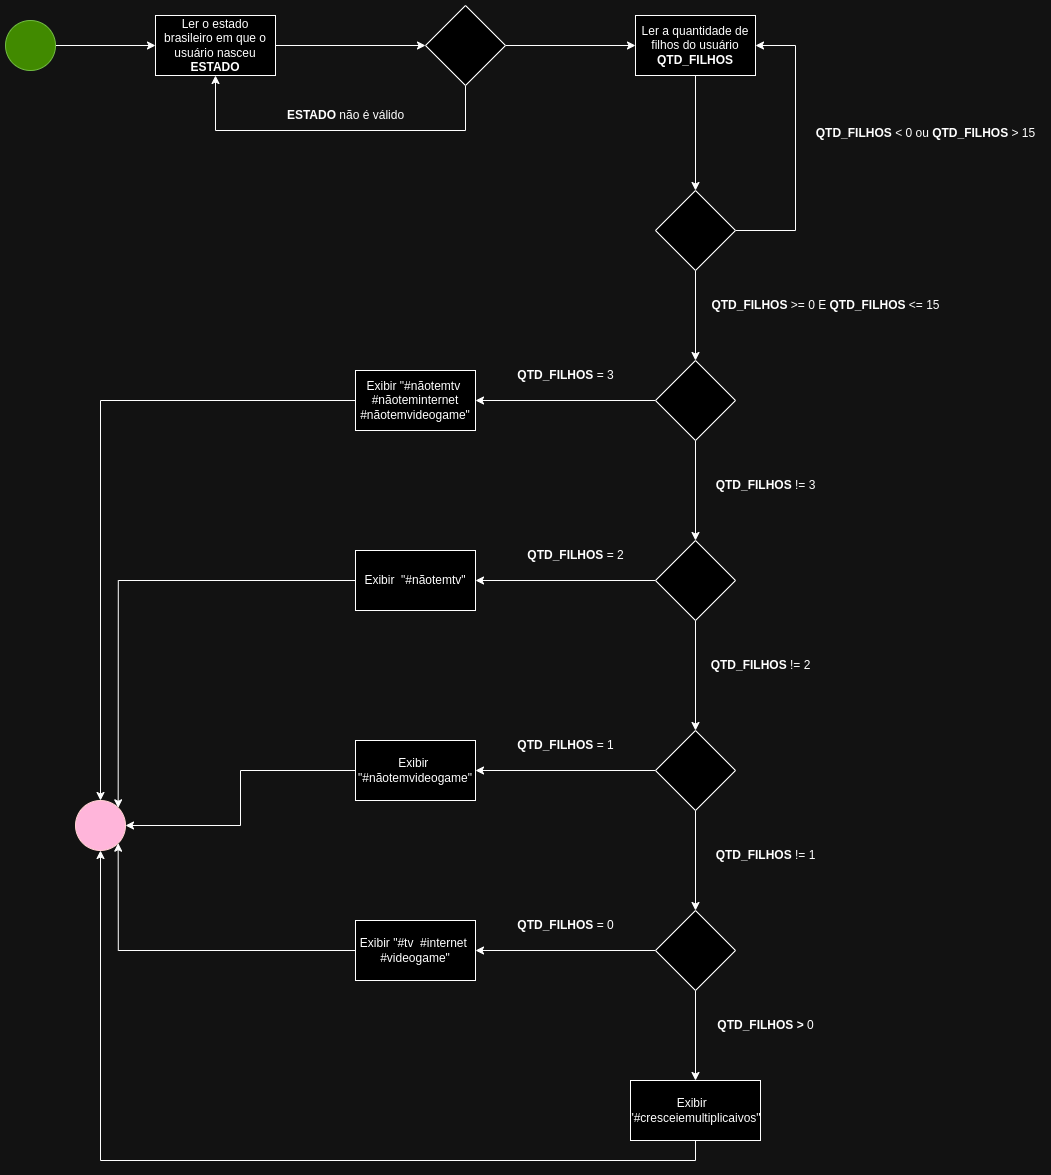 Ler o estado
brasileiro em que o
usuário nasceu
ESTADO
Ler a quantidade de
filhos do usuário
QTD_FILHOS
ESTADO não é válido
QTD_FILHOS < 0 ou QTD_FILHOS > 15
QTD_FILHOS >= 0 E QTD_FILHOS <= 15
QTD_FILHOS = 3
Exibir "#nãotemtv
#nãoteminternet
#nãotemvideogame"
QTD_FILHOS != 3
QTD_FILHOS = 2
Exibir "#nãotemtv"
QTD_FILHOS != 2
QTD_FILHOS = 1
Exibir
"#nãotemvideogame"
QTD_FILHOS != 1
QTD_FILHOS = 0
Exibir "#tv #internet
#videogame"
QTD_FILHOS > 0
Exibir
"#cresceiemultiplicaivos"